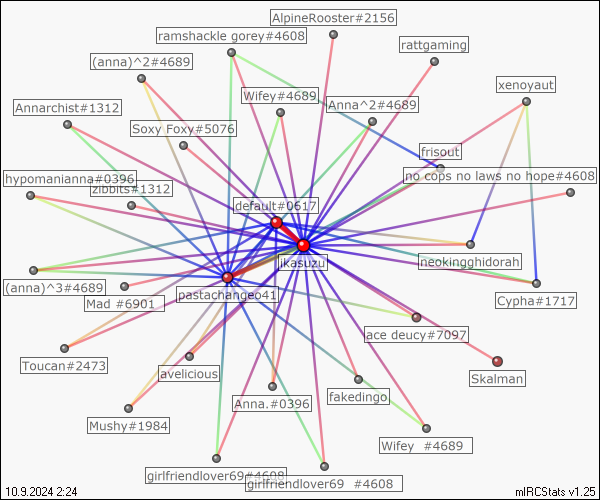 AlpineRooster#2156
ramshackle gorey#4608
rattgaming
(anna)^2#4689
xenoyaut
Wifey#4689
Anna^2#4689
Annarchist#1312
Soxy Foxy#5076
frisout
no cops no laws no hope#4608
hypomanianna#0396
zibbits#1312
default#0617
jkasuzu
neokingghidorah
(anna)^3#4689
pastachangeo41
Mad #6901
Cypha#1717
ace deucy#7097
Toucan#2473
avelicious
Skalman
fakedingo
Anna.#0396
Mushy#1984
Wifey  #4689
girlfriendlover69#4608
girlfriendlover69  #4608
10.9.2024 2:24
mIRCStats v1.25